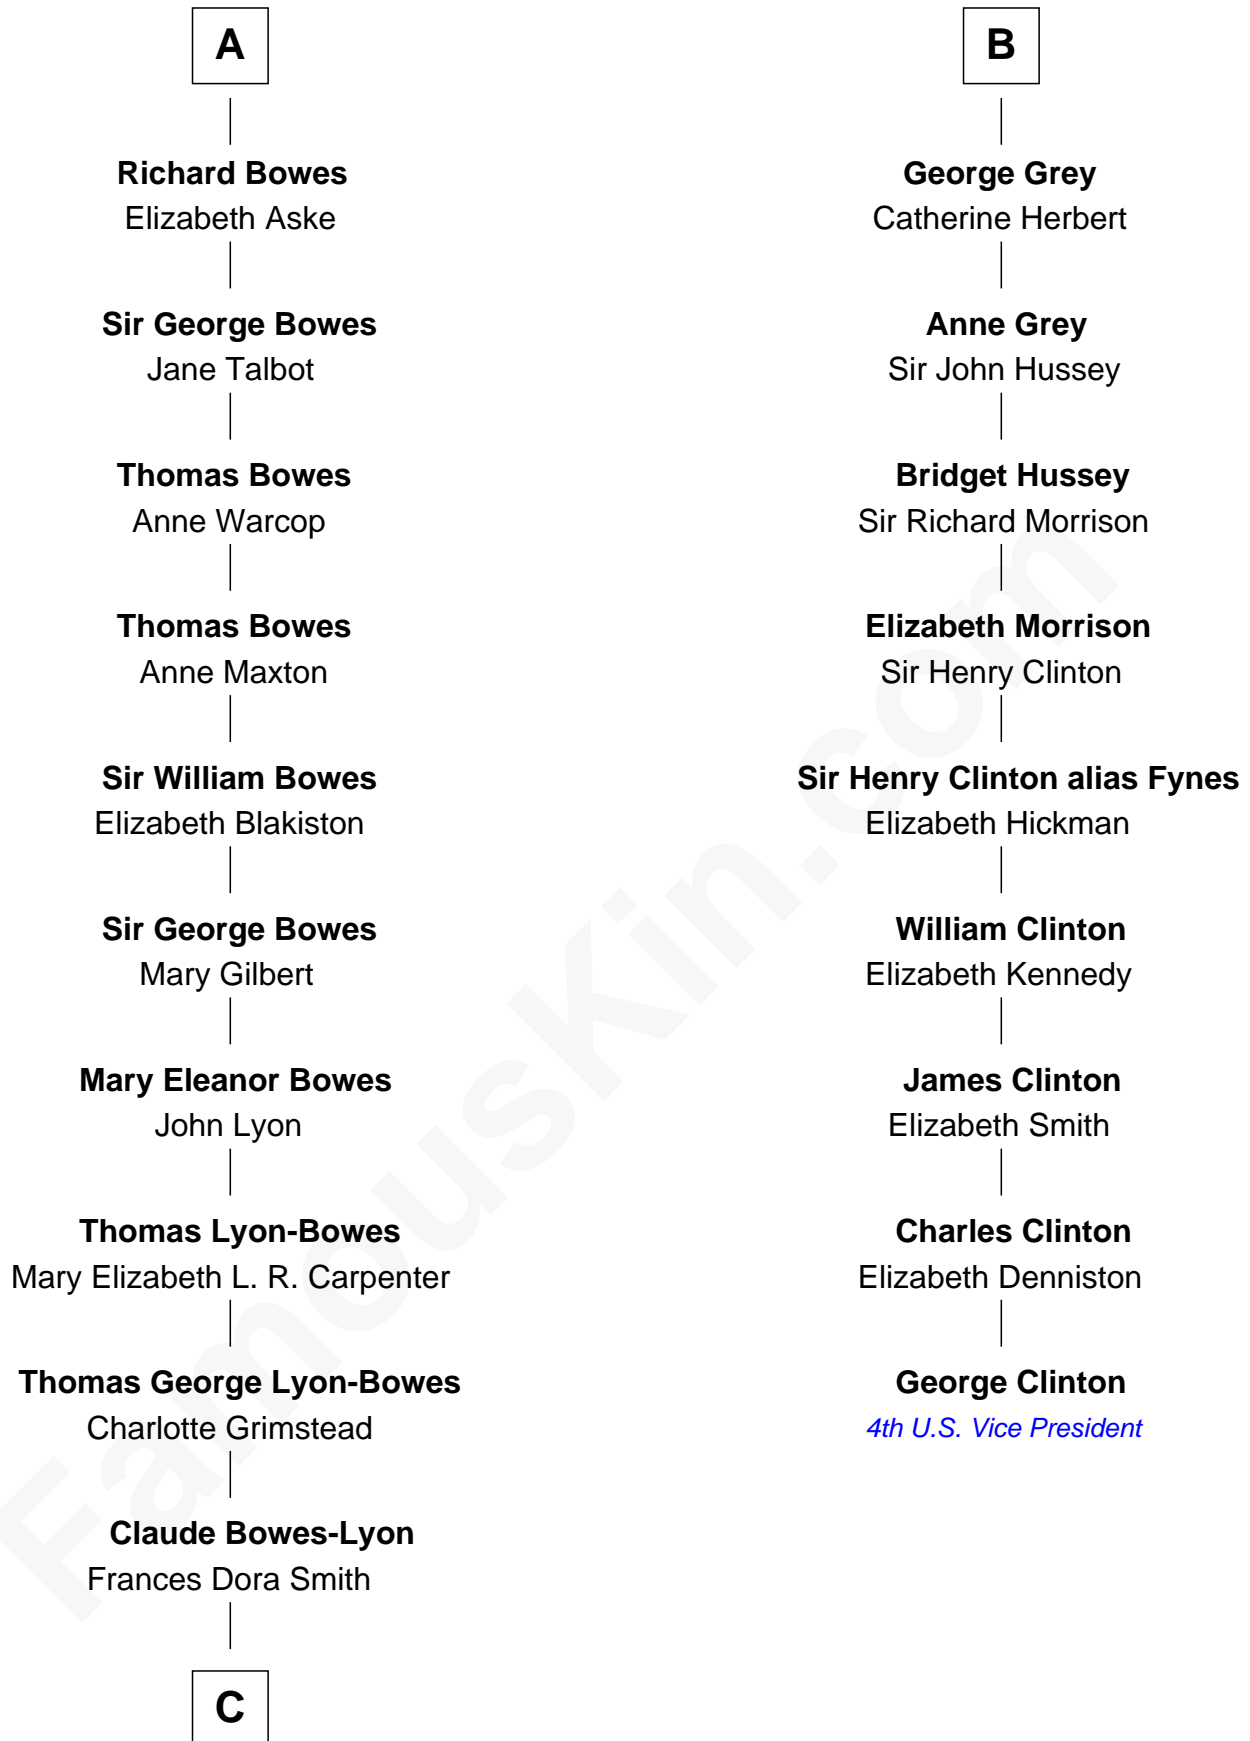 A
Richard Bowes
Elizabeth Aske
Sir George Bowes
Jane Talbot
Thomas Bowes
Anne Warcop
Thomas Bowes
Anne Maxton
Sir William Bowes
Elizabeth Blakiston
Sir George Bowes
Mary Gilbert
Mary Eleanor Bowes
John Lyon
Thomas Lyon-Bowes
Mary Elizabeth L. R. Carpenter
Thomas George Lyon-Bowes
Charlotte Grimstead
Claude Bowes-Lyon
Frances Dora Smith
C
B
George Grey
Catherine Herbert
Anne Grey
Sir John Hussey
Bridget Hussey
Sir Richard Morrison
Elizabeth Morrison
Sir Henry Clinton
Sir Henry Clinton alias Fynes
Elizabeth Hickman
William Clinton
Elizabeth Kennedy
James Clinton
Elizabeth Smith
Charles Clinton
Elizabeth Denniston
George Clinton
4th U.S. Vice President
FamousKin.com